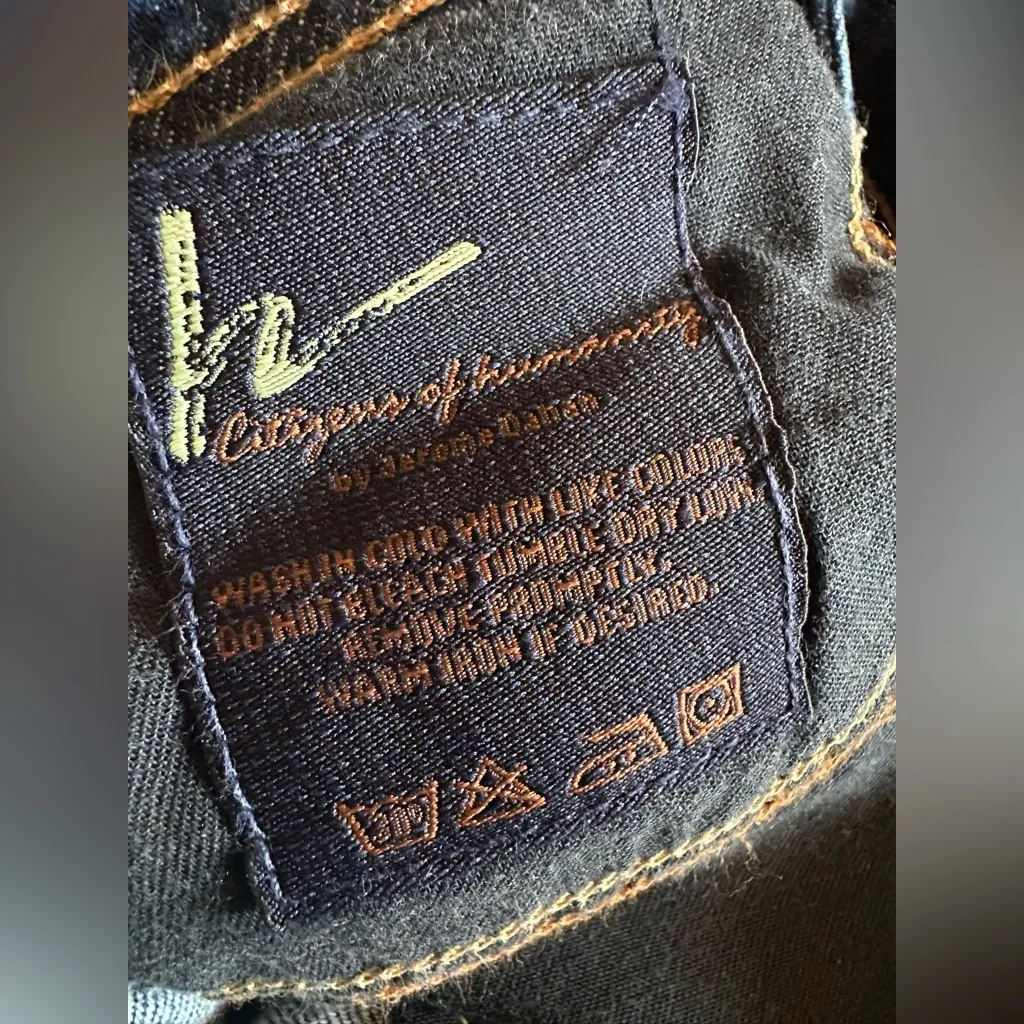 Citizens of humanity
by Jerome Dahan
WASH IN COLD WITH LIKE COLORS
DO NOT BLEACH TUMBLE DRY LOW.
REMOVE PROMPTLY.
WARM IRON IF DESIRED.